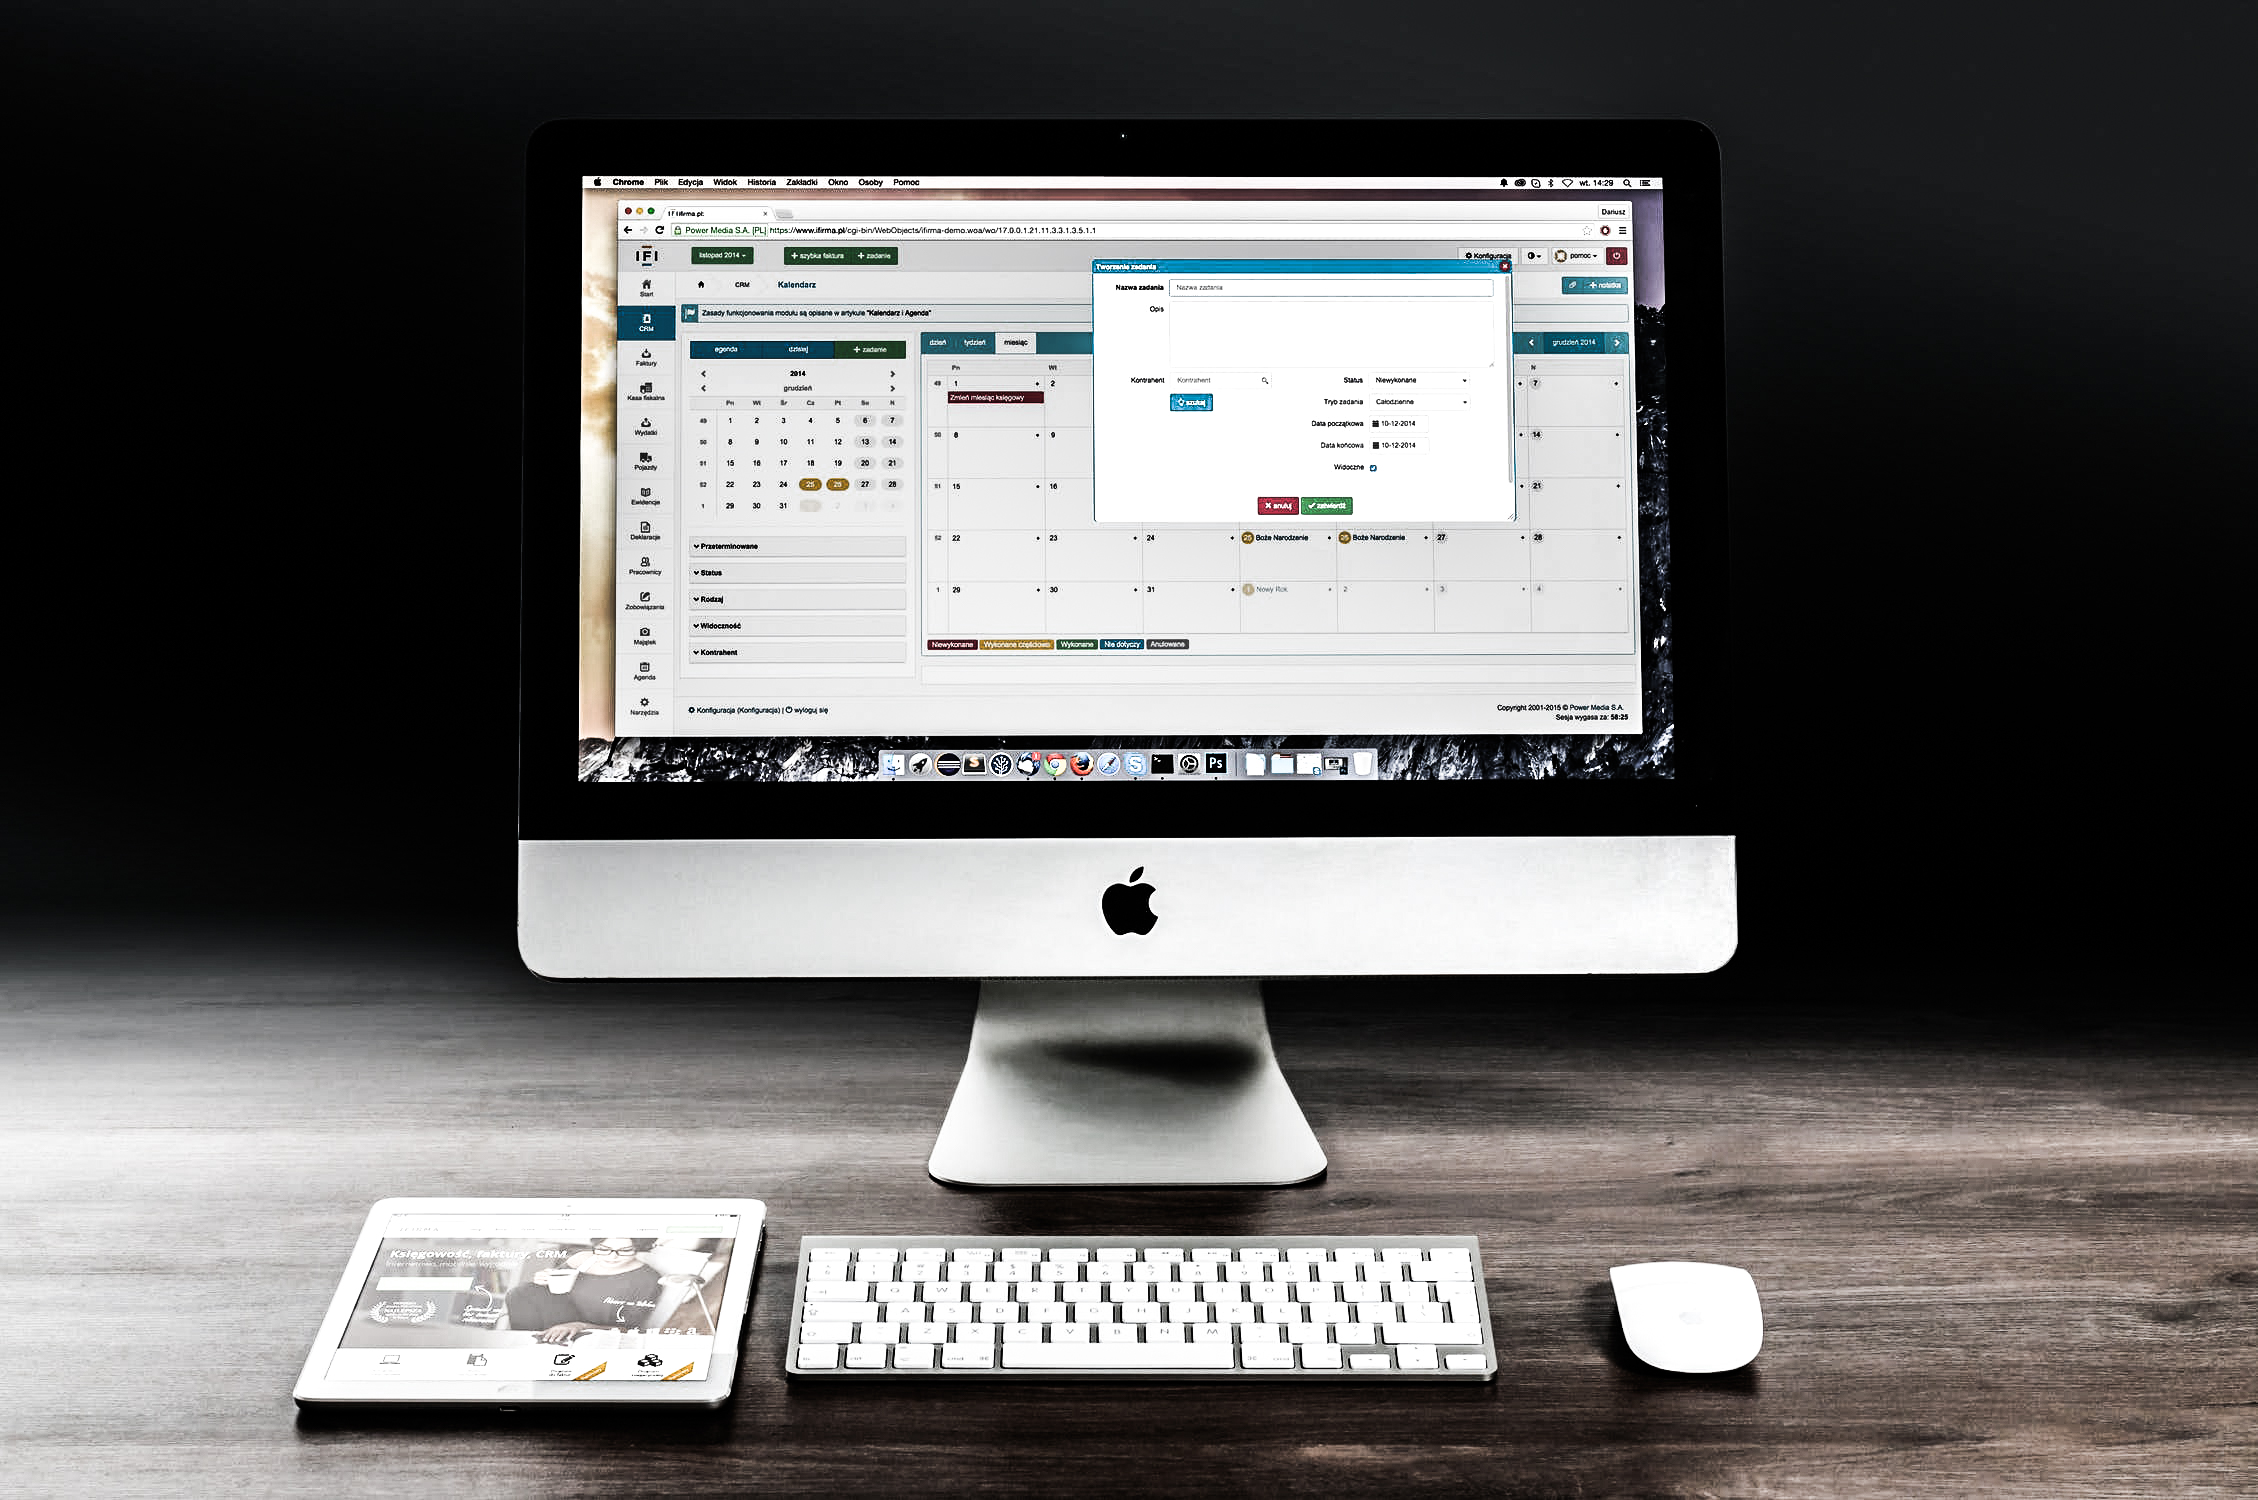 Chrome Plik Edycja Widok Historia Zakładki Okno Osoby Pomoc wt. 14:29
ifirma.pl: Dariusz
Power Media S.A. [PL] https://www.ifirma.pl/cgi-bin/WebObjects/ifirma-demo.woa/wo/17.0.0.1.21.11.3.3.1.3.5.1.1
IFI listopad 2014 + szybka faktura + zadanie Konfiguracja pomoc
Start
CRM
Faktury
Kasa fiskalna
Wydatki
Pojazdy
Ewidencje
Deklaracje
Pracownicy
Zobowiązania
Majątek
Agenda
Narzędzia
CRM Kalendarz + notatka
Zasady funkcjonowania modułu są opisane w artykule "Kalendarz i Agenda"
agenda dzisiaj + zadanie
2014
grudzień
Pn Wt Śr Cz Pt So N
49 1 2 3 4 5 6 7
50 8 9 10 11 12 13 14
51 15 16 17 18 19 20 21
52 22 23 24 25 26 27 28
1 29 30 31 1 2 3 4
Przeterminowane
Status
Rodzaj
Widoczność
Kontrahent
dzień tydzień miesiąc grudzień 2014
Pn Wt N
49 1 2 7
Zmień miesiąc księgowy
50 8 9 14
51 15 16 21
52 22 23 24 25 Boże Narodzenie 26 Boże Narodzenie 27 28
1 29 30 31 1 Nowy Rok 2 3 4
Niewykonane Wykonane częściowo Wykonane Nie dotyczy Anulowane
Tworzenie zadania
Nazwa zadania Nazwa zadania
Opis
Kontrahent Kontrahent Status Niewykonane
szukaj Tryb zadania Całodzienne
Data początkowa 10-12-2014
Data końcowa 10-12-2014
Widoczne
anuluj zatwierdź
Konfiguracja (Konfiguracja) | wyloguj się
Copyright 2001-2015 © Power Media S.A.
Sesja wygasa za: 58:25
Ps
Księgowość, faktury, CRM
Q W E R T Y U I O P
A S D F G H J K L
Z X C V B N M